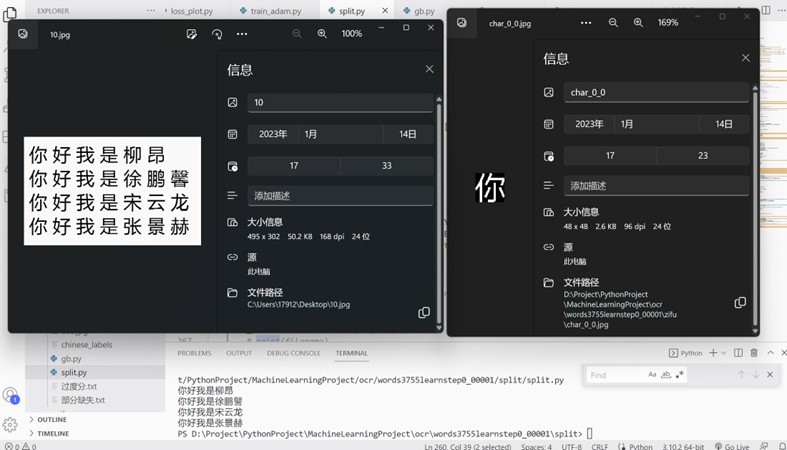 EXPLORER
loss_plot.py
train_adam.py
split.py
gb.py
10.jpg
100%
信息
10
2023年 1月 14日
17 33
添加描述
大小信息
495 x 302 50.2 KB 168 dpi 24 位
源
此电脑
文件路径
C:\Users\17912\Desktop\10.jpg
你好我是柳昂
你好我是徐鹏馨
你好我是宋云龙
你好我是张景赫
char_0_0.jpg
169%
信息
char_0_0
2023年 1月 14日
17 23
添加描述
大小信息
48 x 48 2.6 KB 96 dpi 24 位
源
此电脑
文件路径
D:\Project\PythonProject
\MachineLearningProject\ocr
\words3755learnstep0_00001\zifu
\char_0_0.jpg
你
chinese_labels
gb.py
split.py
过度分.txt
部分缺失.txt
OUTLINE
TIMELINE
267
PROBLEMS OUTPUT DEBUG CONSOLE TERMINAL
Python
Find
Aa ab
t/PythonProject/MachineLearningProject/ocr/words3755learnstep0_00001/split/split.py
你好我是柳昂
你好我是徐鹏謦
你好我是宋云龙
你好我是张景赫
PS D:\Project\PythonProject\MachineLearningProject\ocr\words3755learnstep0_00001\split>
1
0 0 Ln 260, Col 39 (2 selected) Spaces: 4 UTF-8 CRLF Python 3.10.2 64-bit Go Live